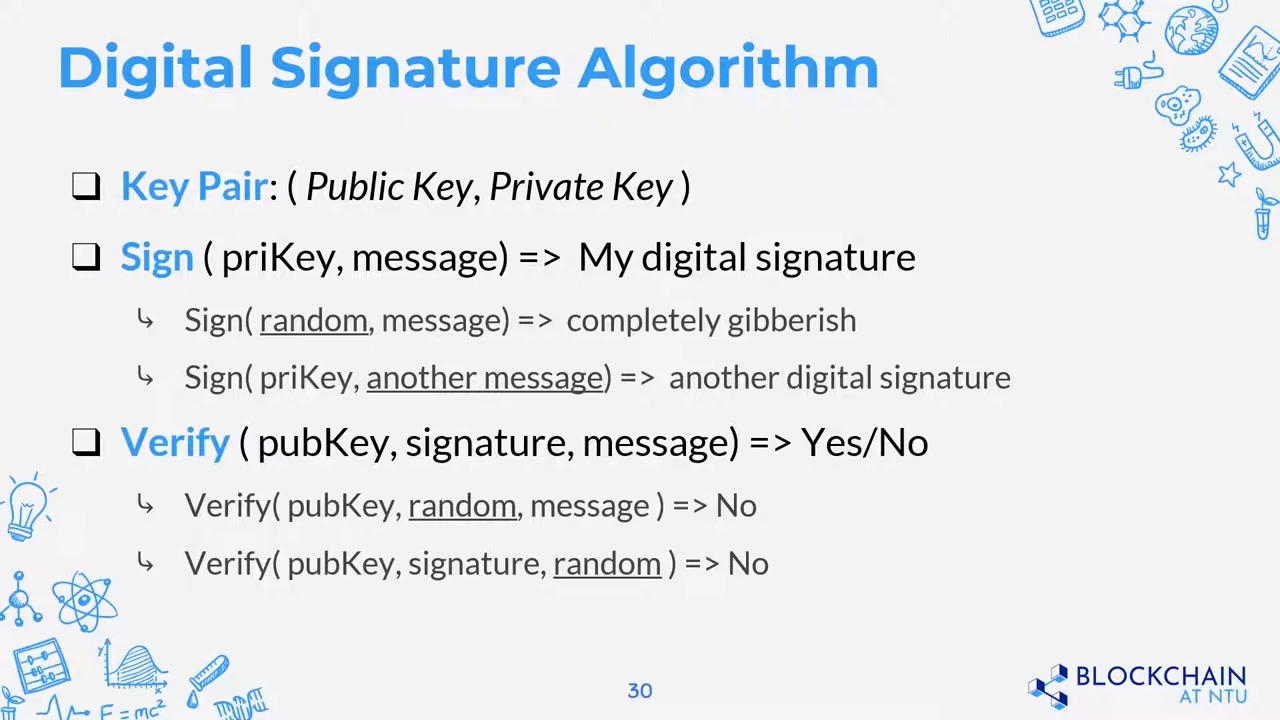 Digital Signature Algorithm
Key Pair: ( Public Key, Private Key )
Sign ( priKey, message) => My digital signature
Sign( random, message) => completely gibberish
Sign( priKey, another message) => another digital signature
Verify ( pubKey, signature, message) => Yes/No
Verify( pubKey, random, message ) => No
Verify( pubKey, signature, random ) => No
y
x
E=mc²
30
BLOCKCHAIN
AT NTU